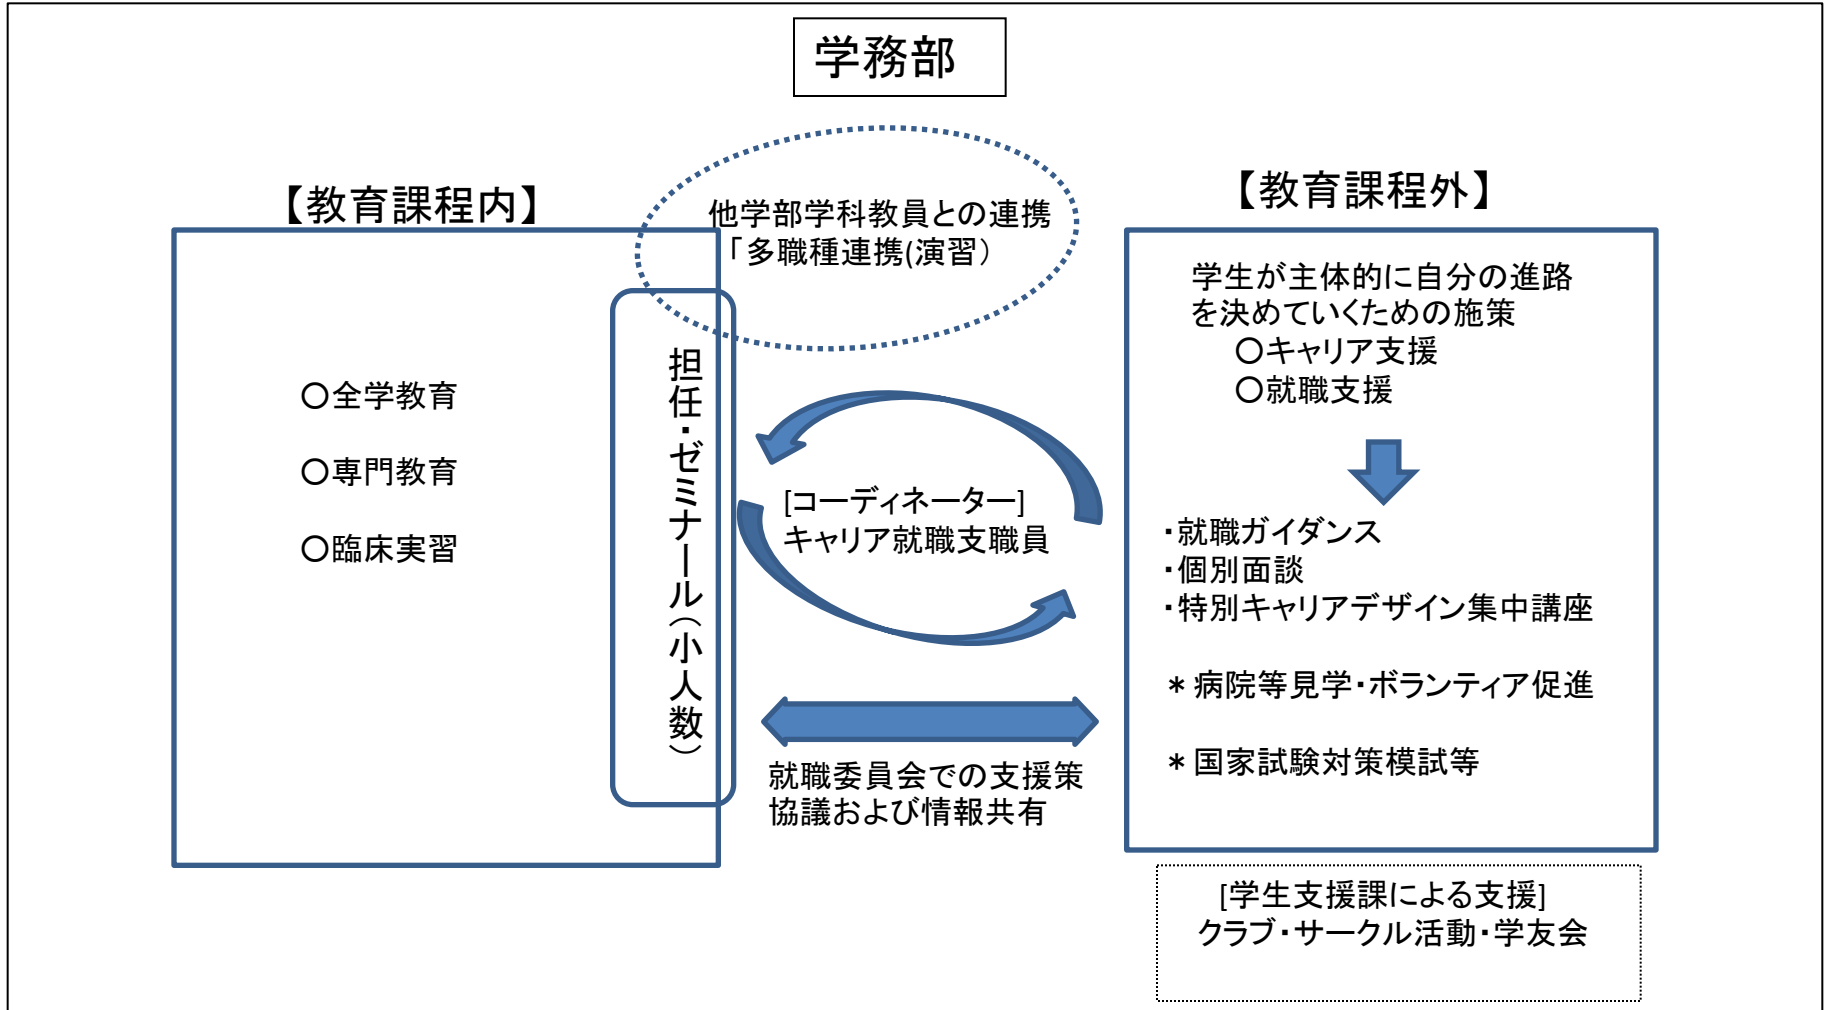 学務部
【教育課程内】
他学部学科教員との連携
「多職種連携(演習）
【教育課程外】
○全学教育
○専門教育
○臨床実習
担任・ゼミナール（小人数）
[コーディネーター]
キャリア就職支職員
就職委員会での支援策
協議および情報共有
学生が主体的に自分の進路
を決めていくための施策
○キャリア支援
○就職支援
・就職ガイダンス
・個別面談
・特別キャリアデザイン集中講座
＊病院等見学・ボランティア促進
＊国家試験対策模試等
[学生支援課による支援]
クラブ・サークル活動・学友会